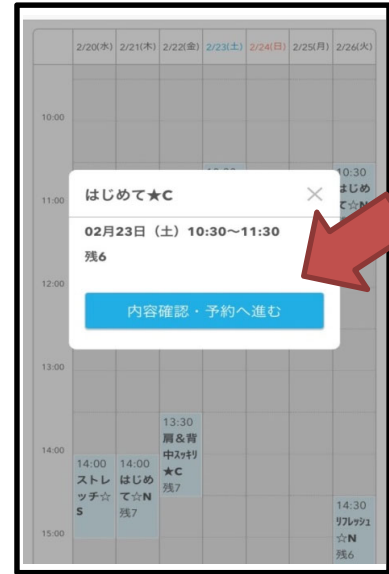 2/20(水) 2/21(木) 2/22(金) 2/23(土) 2/24(日) 2/25(月) 2/26(火)
10:00
10:30
はじめ
て☆N
11:00
はじめて★C
02月23日（土）10:30～11:30
残6
内容確認・予約へ進む
12:00
13:00
13:30
肩＆背
中スッキリ
★C
残7
14:00
14:00
ストレ
ッチ☆
S
14:00
はじめ
て☆N
残7
14:30
リフレッシュ
☆N
残6
15:00